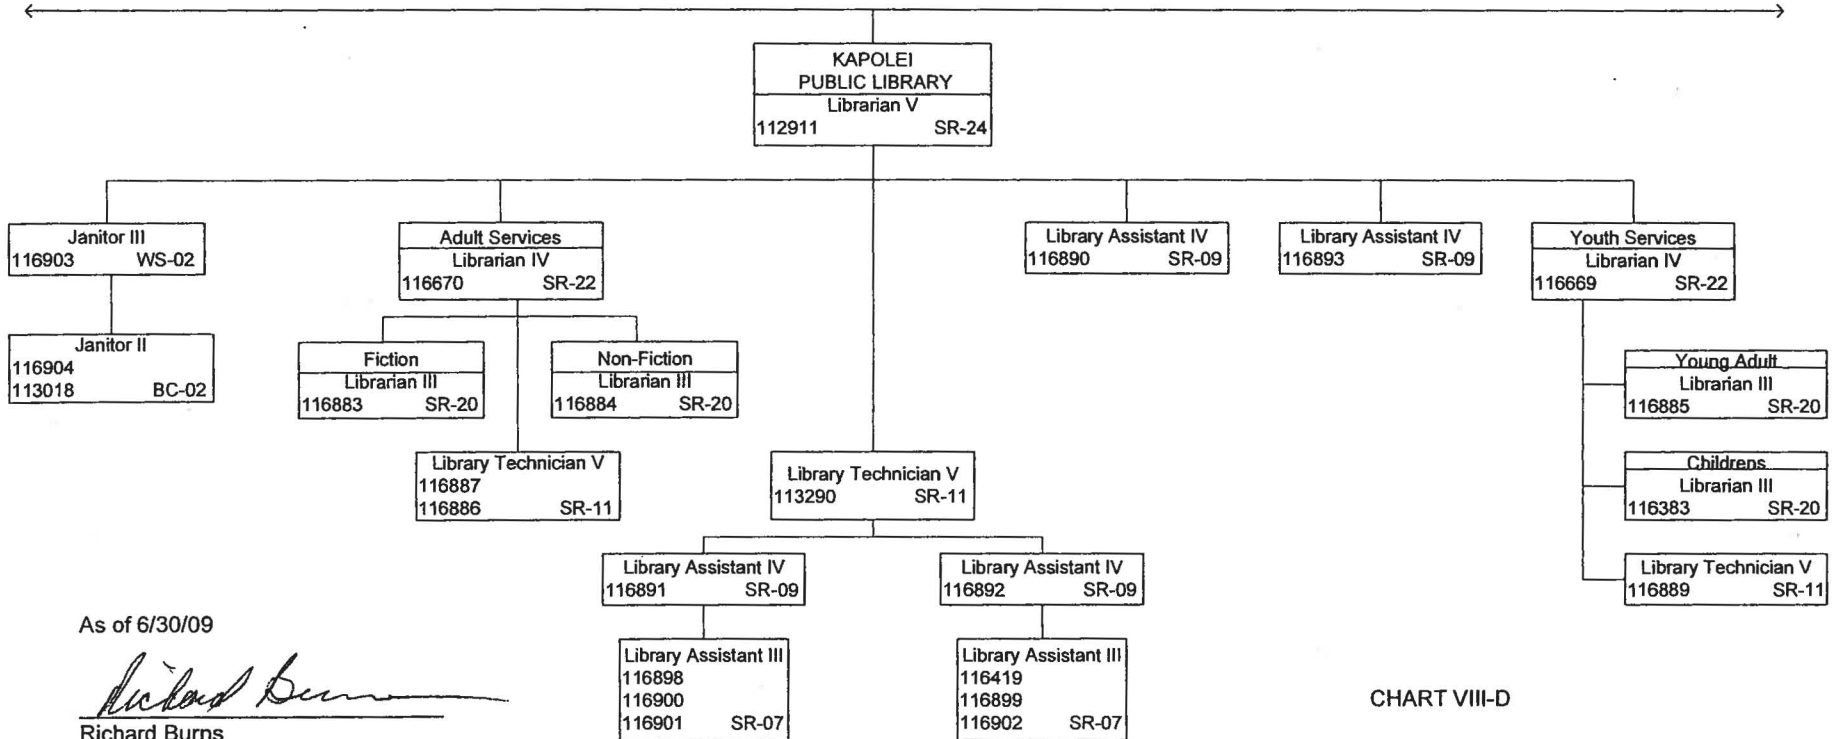 KAPOLEI
PUBLIC LIBRARY
Librarian V
112911 SR-24
Janitor III
116903 WS-02
Janitor II
116904
113018 BC-02
Adult Services
Librarian IV
116670 SR-22
Fiction
Librarian III
116883 SR-20
Non-Fiction
Librarian III
116884 SR-20
Library Technician V
116887
116886 SR-11
Library Technician V
113290 SR-11
Library Assistant IV
116891 SR-09
Library Assistant III
116898
116900
116901 SR-07
Library Assistant IV
116892 SR-09
Library Assistant III
116419
116899
116902 SR-07
Library Assistant IV
116890 SR-09
Library Assistant IV
116893 SR-09
Youth Services
Librarian IV
116669 SR-22
Young Adult
Librarian III
116885 SR-20
Childrens
Librarian III
116383 SR-20
Library Technician V
116889 SR-11
As of 6/30/09
Richard Burns
Richard Burns
CHART VIII-D